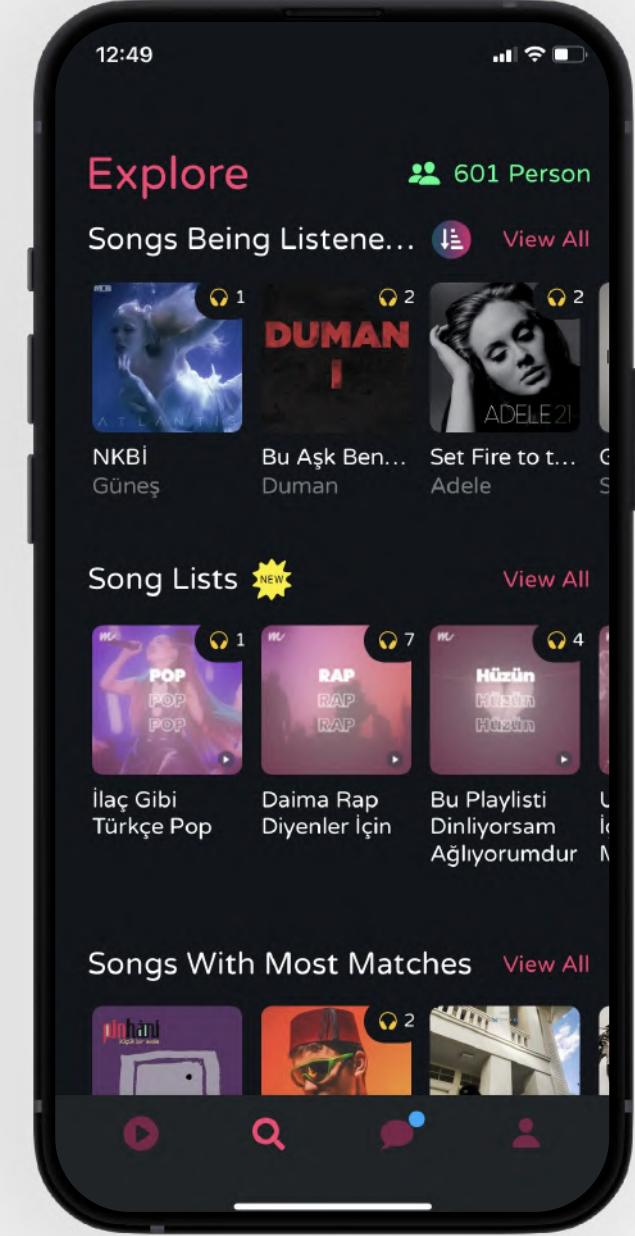 12:49
Explore
601 Person
Songs Being Listene...
View All
MOB
1
2
2
ATLANTIS
DUMAN
I
ADELE 21
NKBİ
Bu Aşk Ben...
Set Fire to t...
G
Güneş
Duman
Adele
S
Song Lists
NEW
View All
m
1
m
7
m
4
POP
POP
POP
RAP
RAP
RAP
Hüzün
Hüzün
Hüzün
İlaç Gibi
Türkçe Pop
Daima Rap
Diyenler İçin
Bu Playlisti
Dinliyorsam
Ağlıyorumdur
U
İç
M
Songs With Most Matches
View All
pinhâni
2